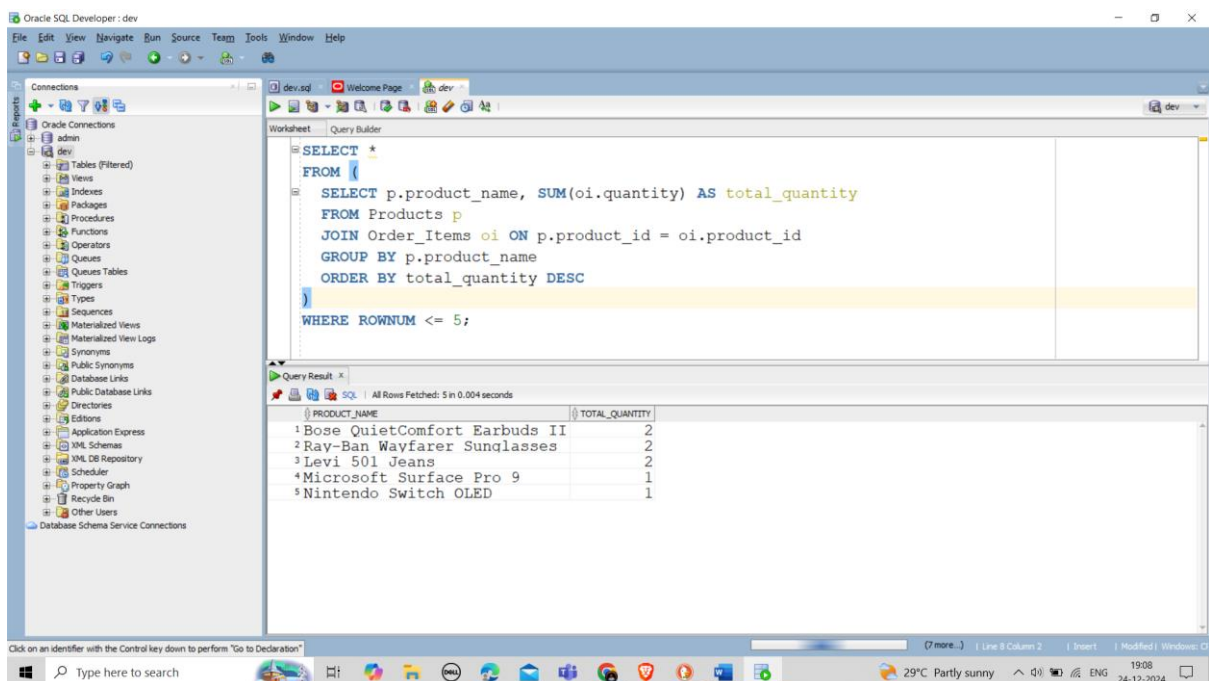 Oracle SQL Developer : dev
File Edit View Navigate Run Source Team Tools Window Help
Connections
dev.sql
Welcome Page
dev
Reports
dev
Worksheet Query Builder
Oracle Connections
admin
dev
Tables (Filtered)
Views
Indexes
Packages
Procedures
Functions
Operators
Queues
Queues Tables
Triggers
Types
Sequences
Materialized Views
Materialized View Logs
Synonyms
Public Synonyms
Database Links
Public Database Links
Directories
Editions
Application Express
XML Schemas
XML DB Repository
Scheduler
Property Graph
Recycle Bin
Other Users
Database Schema Service Connections
SELECT *
FROM (
SELECT p.product_name, SUM(oi.quantity) AS total_quantity
FROM Products p
JOIN Order_Items oi ON p.product_id = oi.product_id
GROUP BY p.product_name
ORDER BY total_quantity DESC
)
WHERE ROWNUM <= 5;
Query Result
SQL | All Rows Fetched: 5 in 0.004 seconds
PRODUCT_NAME TOTAL_QUANTITY
1 Bose QuietComfort Earbuds II 2
2 Ray-Ban Wayfarer Sunglasses 2
3 Levi 501 Jeans 2
4 Microsoft Surface Pro 9 1
5 Nintendo Switch OLED 1
Click on an identifier with the Control key down to perform "Go to Declaration"
(7 more...) | Line 8 Column 2 | Insert | Modified | Windows: C
Type here to search
DELL
29°C Partly sunny
ENG
19:08
24-12-2024